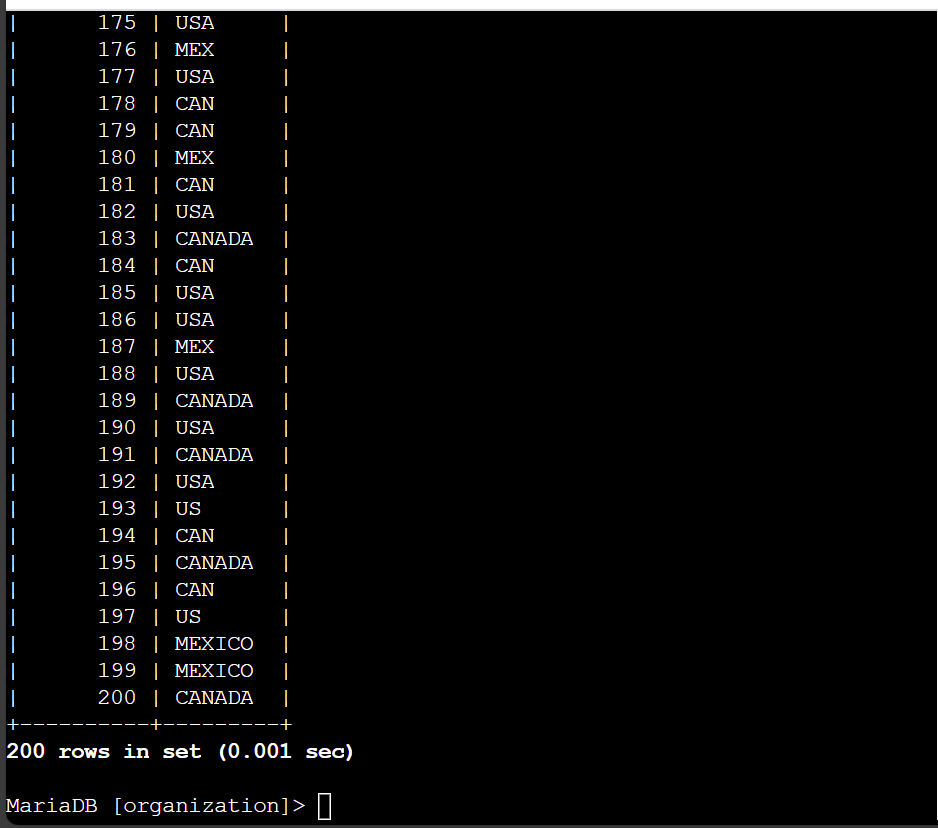 |      175 | USA     |
|      176 | MEX     |
|      177 | USA     |
|      178 | CAN     |
|      179 | CAN     |
|      180 | MEX     |
|      181 | CAN     |
|      182 | USA     |
|      183 | CANADA  |
|      184 | CAN     |
|      185 | USA     |
|      186 | USA     |
|      187 | MEX     |
|      188 | USA     |
|      189 | CANADA  |
|      190 | USA     |
|      191 | CANADA  |
|      192 | USA     |
|      193 | US      |
|      194 | CAN     |
|      195 | CANADA  |
|      196 | CAN     |
|      197 | US      |
|      198 | MEXICO  |
|      199 | MEXICO  |
|      200 | CANADA  |
+----------+---------+
200 rows in set (0.001 sec)
MariaDB [organization]>